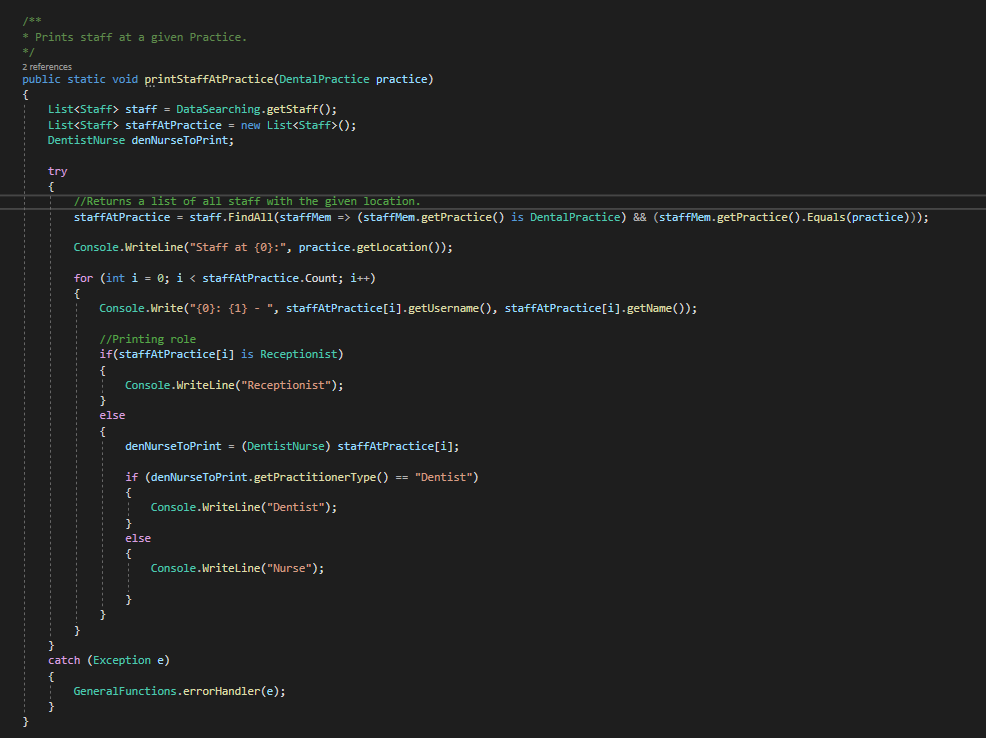 /**
* Prints staff at a given Practice.
*/
2 references
public static void printStaffAtPractice(DentalPractice practice)
{
List<Staff> staff = DataSearching.getStaff();
List<Staff> staffAtPractice = new List<Staff>();
DentistNurse denNurseToPrint;
try
{
//Returns a list of all staff with the given location.
staffAtPractice = staff.FindAll(staffMem => (staffMem.getPractice() is DentalPractice) && (staffMem.getPractice().Equals(practice)));
Console.WriteLine("Staff at {0}:", practice.getLocation());
for (int i = 0; i < staffAtPractice.Count; i++)
{
Console.Write("{0}: {1} - ", staffAtPractice[i].getUsername(), staffAtPractice[i].getName());
//Printing role
if(staffAtPractice[i] is Receptionist)
{
Console.WriteLine("Receptionist");
}
else
{
denNurseToPrint = (DentistNurse) staffAtPractice[i];
if (denNurseToPrint.getPractitionerType() == "Dentist")
{
Console.WriteLine("Dentist");
}
else
{
Console.WriteLine("Nurse");
}
}
}
}
catch (Exception e)
{
GeneralFunctions.errorHandler(e);
}
}